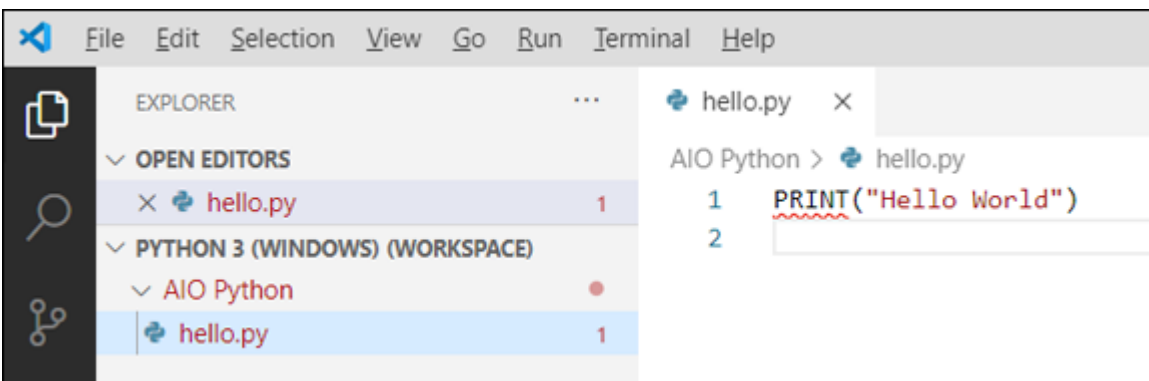 File Edit Selection View Go Run Terminal Help
EXPLORER ...
OPEN EDITORS
hello.py 1
PYTHON 3 (WINDOWS) (WORKSPACE)
AIO Python
hello.py 1
hello.py
AIO Python > hello.py
1 PRINT("Hello World")
2